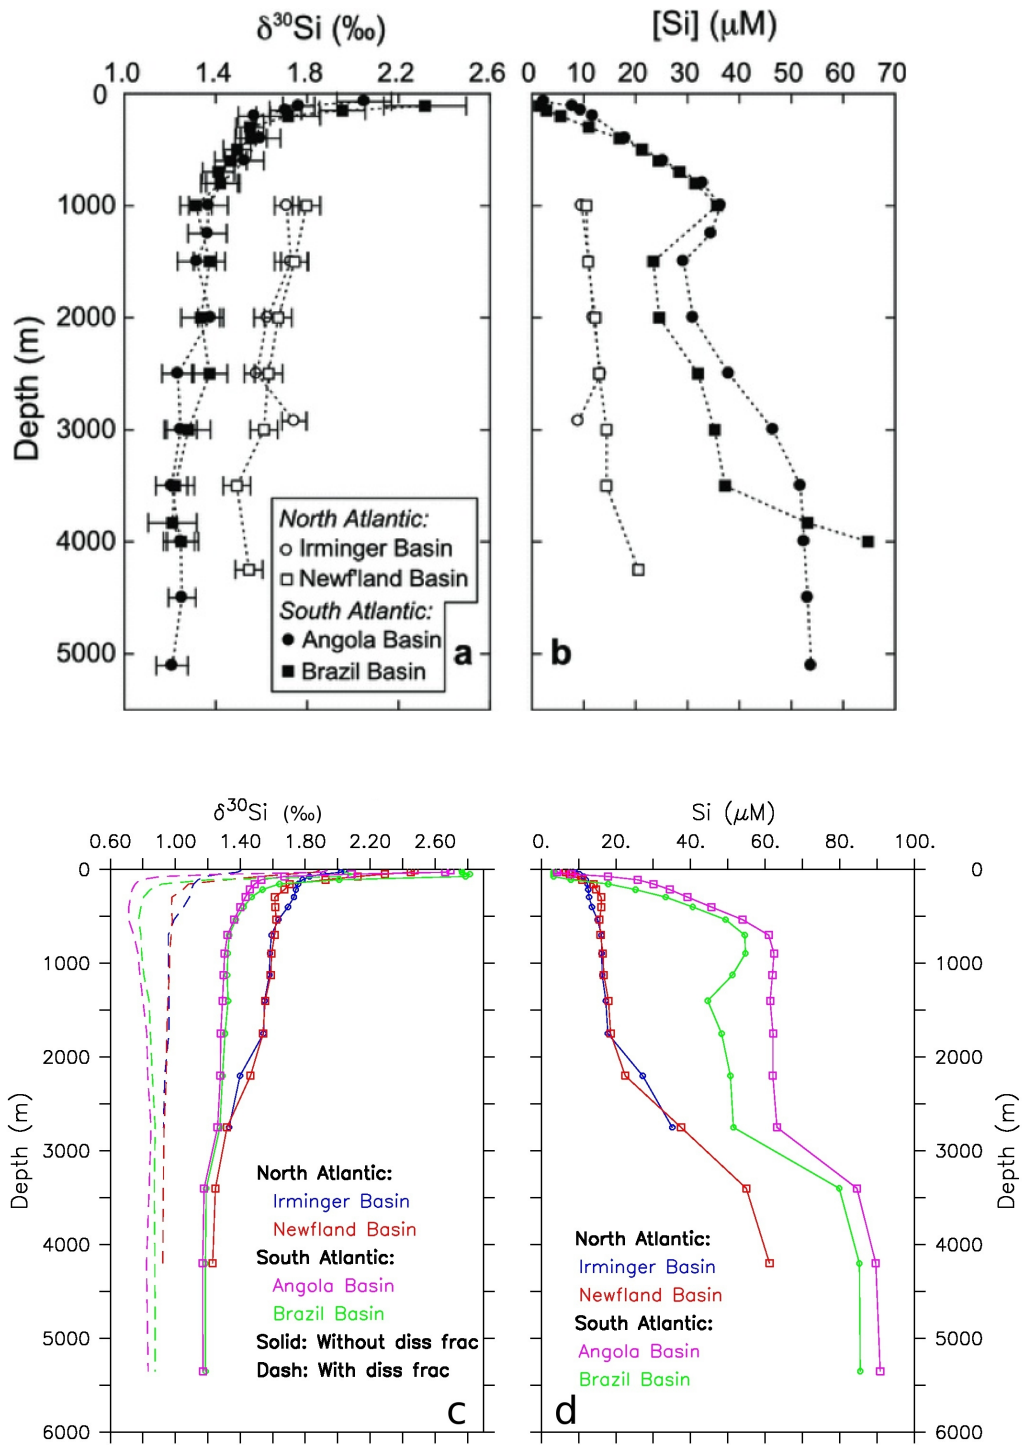 δ30Si (‰)
1.0 1.4 1.8 2.2 2.6
[Si] (μM)
0 10 20 30 40 50 60 70
0
1000
2000
3000
4000
5000
Depth (m)
North Atlantic:
Irminger Basin
Newf'land Basin
South Atlantic:
Angola Basin
Brazil Basin
a
b
δ30Si (‰)
0.60 1.00 1.40 1.80 2.20 2.60
Si (μM)
0. 20. 40. 60. 80. 100.
0
1000
2000
3000
4000
5000
6000
Depth (m)
North Atlantic:
Irminger Basin
Newfland Basin
South Atlantic:
Angola Basin
Brazil Basin
Solid: Without diss frac
Dash: With diss frac
c
North Atlantic:
Irminger Basin
Newfland Basin
South Atlantic:
Angola Basin
Brazil Basin
d
0
1000
2000
3000
4000
5000
6000
Depth (m)